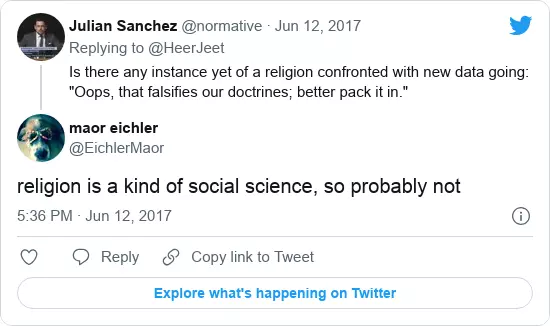 Julian Sanchez @normative · Jun 12, 2017
Replying to @HeerJeet
Is there any instance yet of a religion confronted with new data going:
"Oops, that falsifies our doctrines; better pack it in."
maor eichler
@EichlerMaor
religion is a kind of social science, so probably not
5:36 PM · Jun 12, 2017
Reply
Copy link to Tweet
Explore what's happening on Twitter